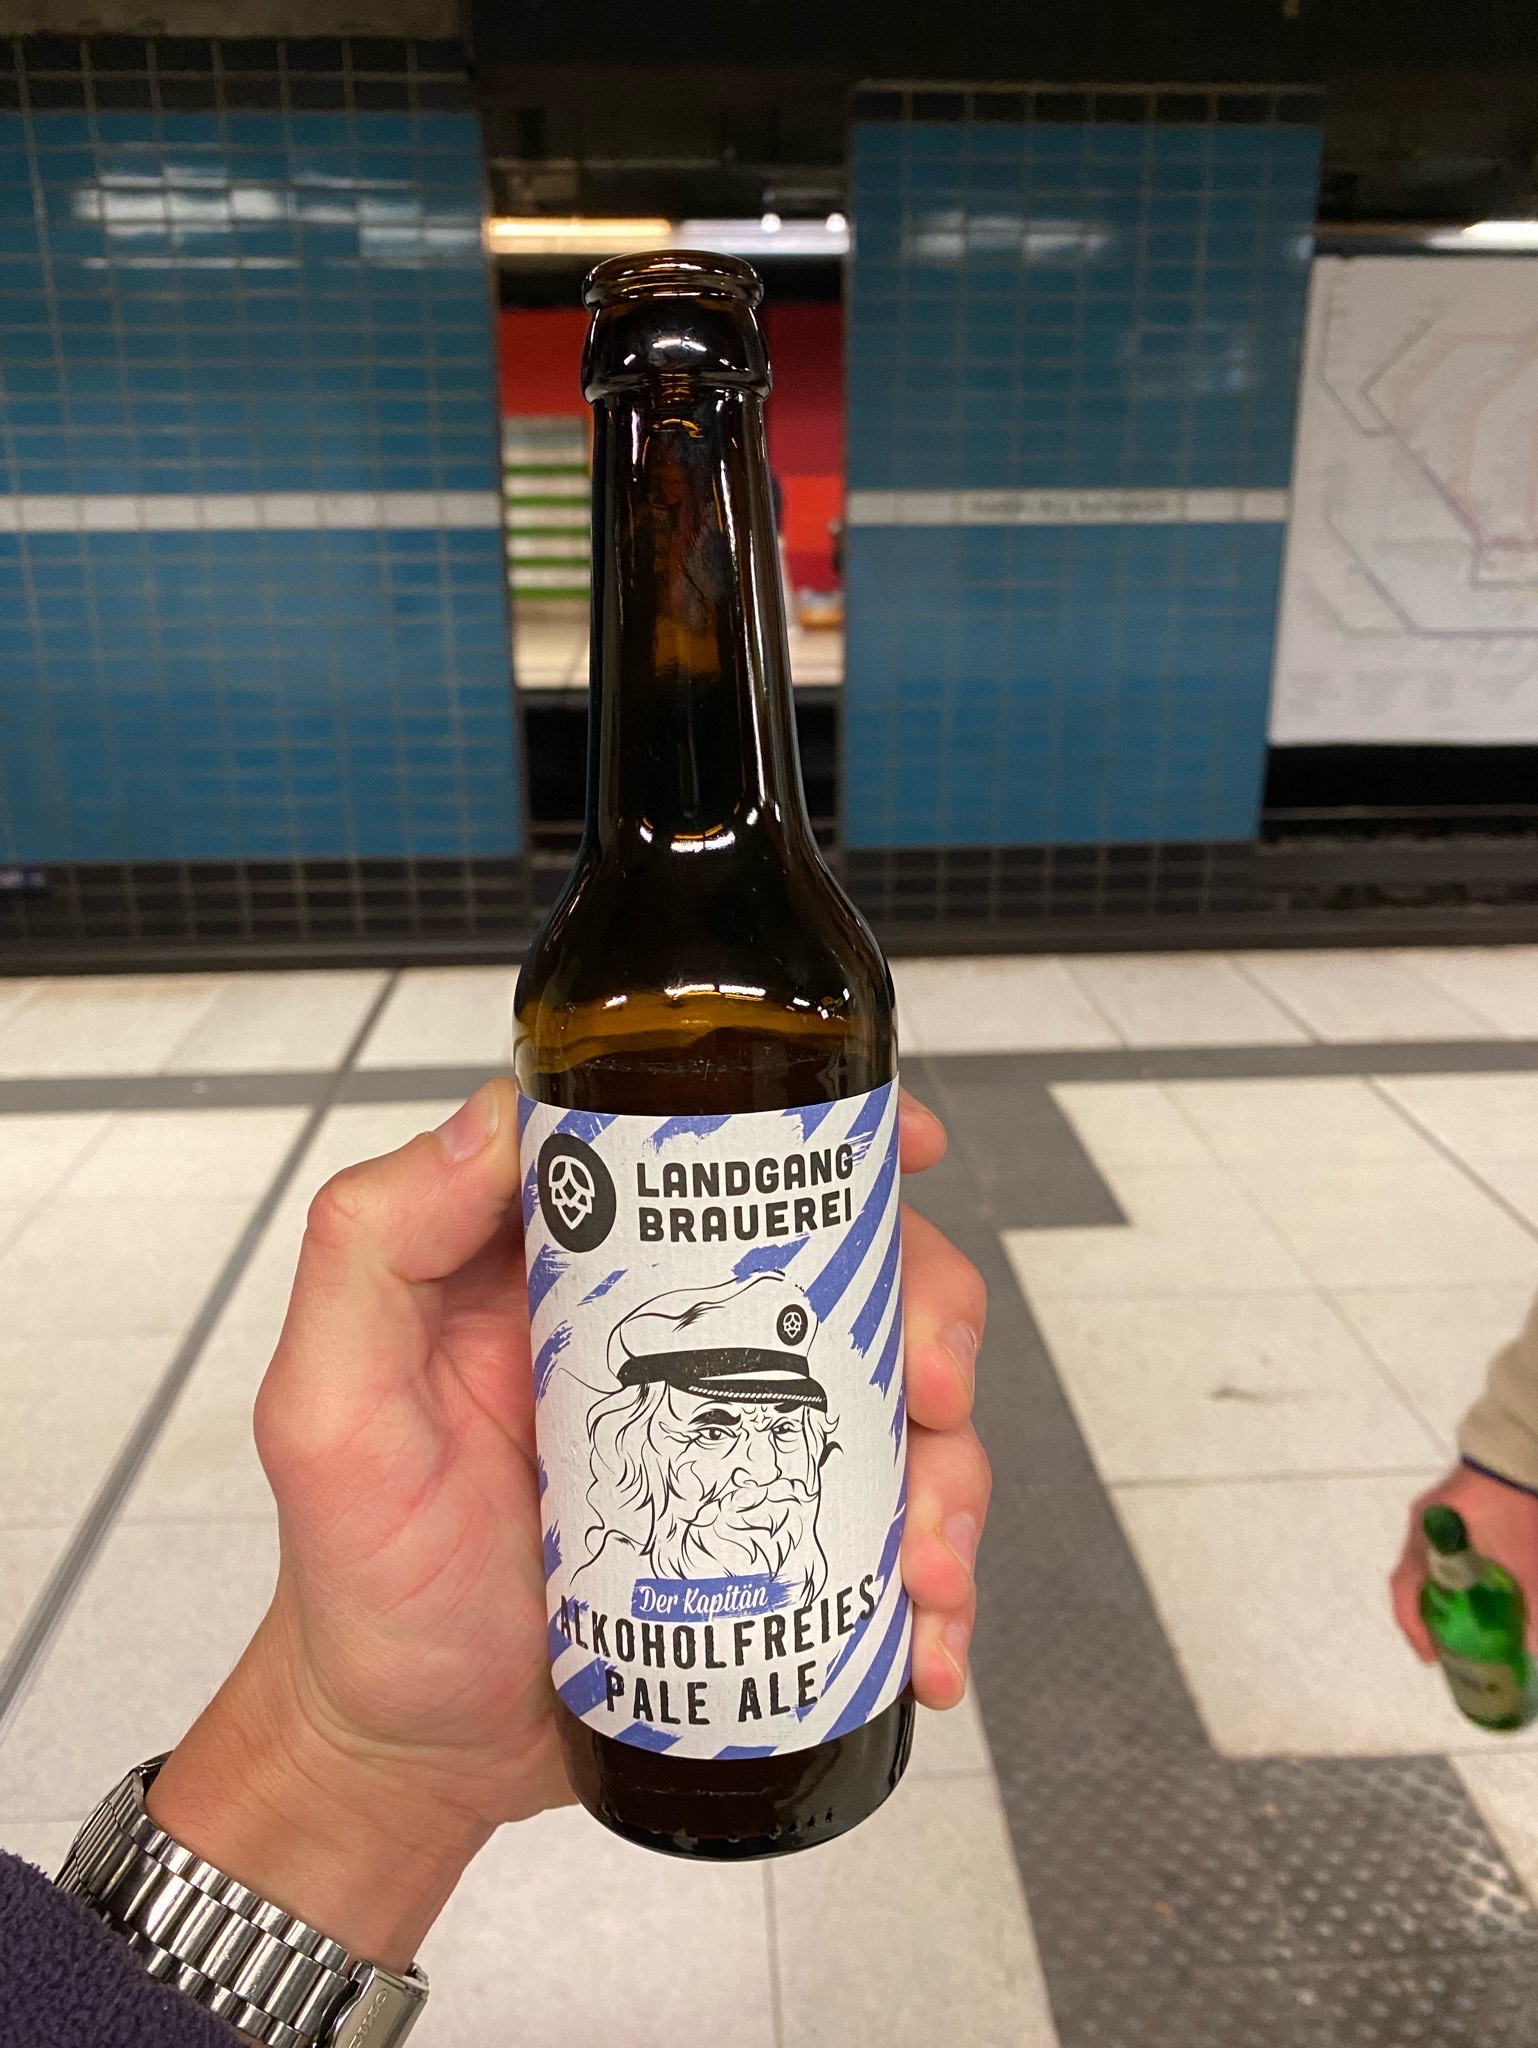 LANDGANG
BRAUEREI
Der Kapitän
ALKOHOLFREIES
PALE ALE